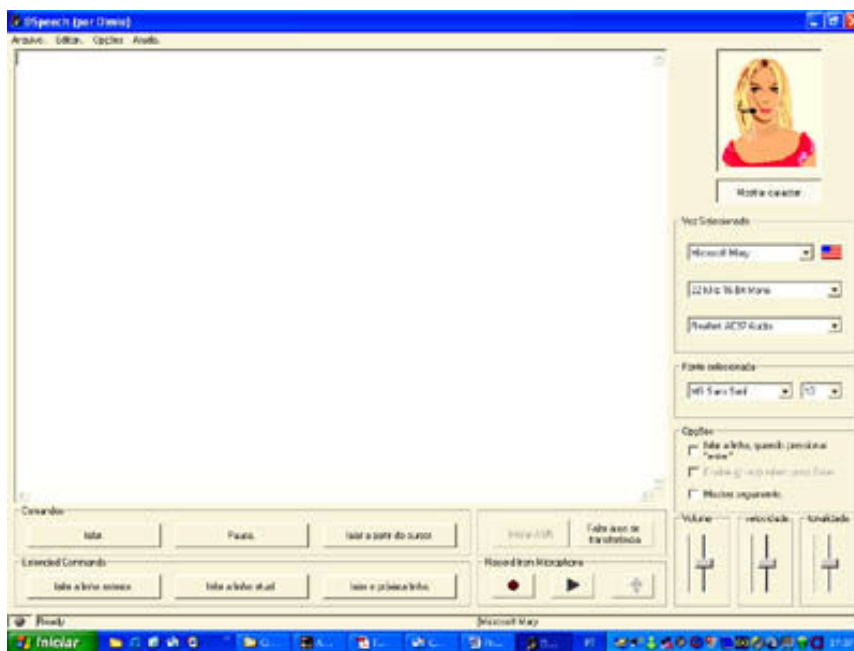 DSpeech (por Dimio)
Arquivo. Editar. Opções Ajuda.
Mostrar caracter
Voz Selecionada
Microsoft Mary
22 kHz 16 Bit Mono
Realtek AC97 Audio
Fonte selecionada
MS Sans Serif
10
Opções
falar a linha, quando pressionar
"enter"
Mostrar seguimento.
Comandos
falar
Pausa.
falar a partir do cursor
Falar área de
transferência
Volume
velocidade
tonalidade
Extended Commands
falar a linha anterior
falar a linha atual
falar a próxima linha.
Record from Microphone
Ready
Microsoft Mary
Iniciar
PT